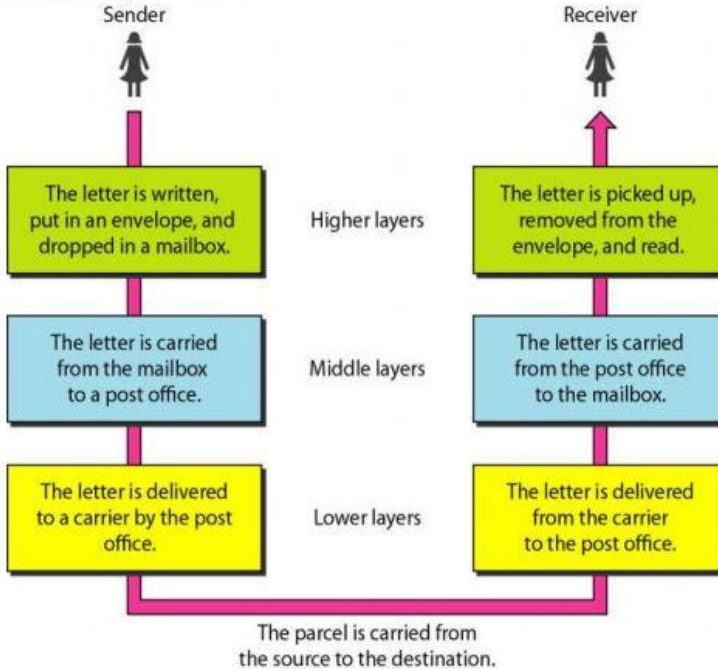 Sender
Receiver
The letter is written,
put in an envelope, and
dropped in a mailbox.
Higher layers
The letter is picked up,
removed from the
envelope, and read.
The letter is carried
from the mailbox
to a post office.
Middle layers
The letter is carried
from the post office
to the mailbox.
The letter is delivered
to a carrier by the post
office.
Lower layers
The letter is delivered
from the carrier
to the post office.
The parcel is carried from
the source to the destination.